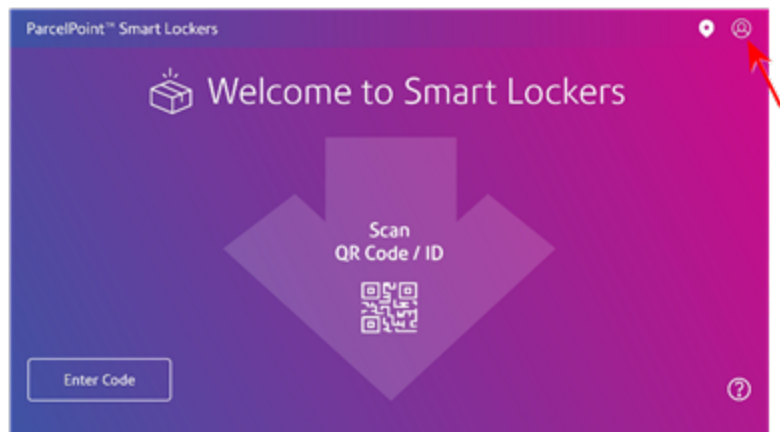 ParcelPoint™ Smart Lockers
Welcome to Smart Lockers
Scan
QR Code / ID
Enter Code
?